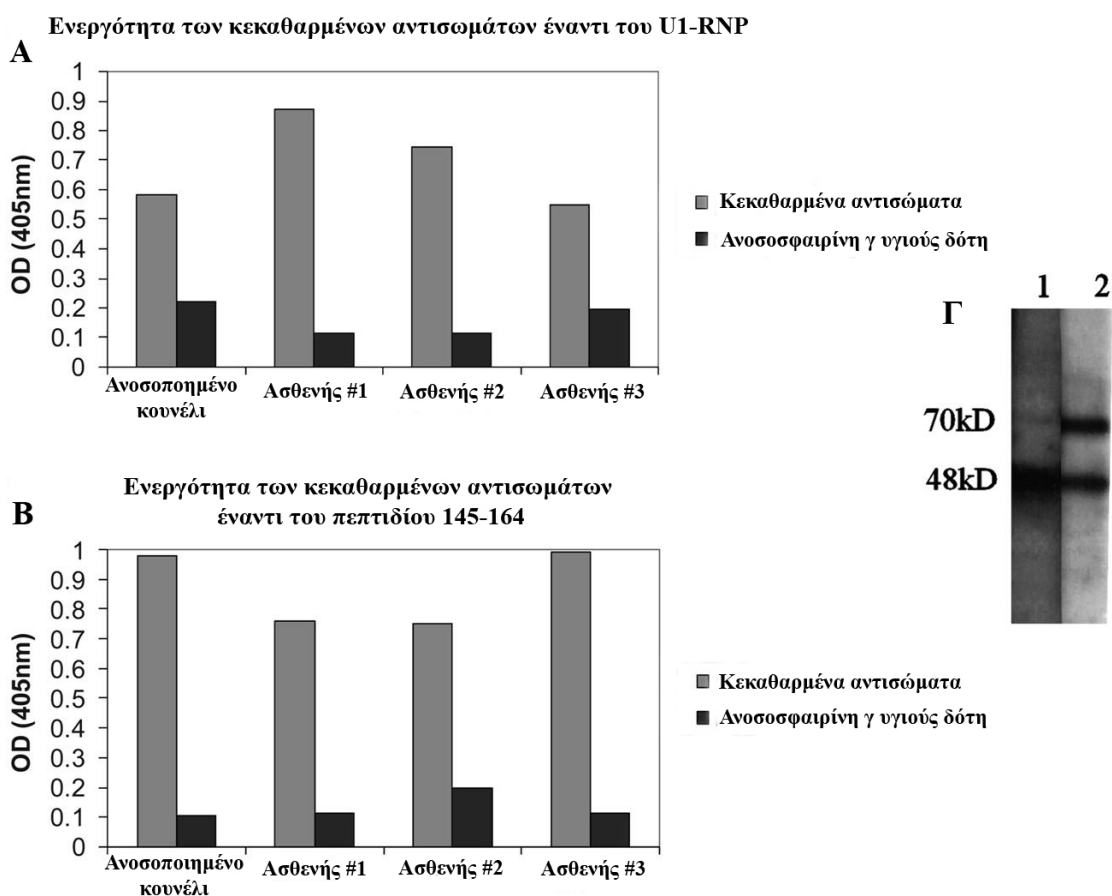 Ενεργότητα των κεκαθαρμένων αντισωμάτων έναντι του U1-RNP
A
1
0.9
0.8
0.7
0.6
0.5
0.4
0.3
0.2
0.1
0
OD (405nm)
Ανοσοποιημένο
κουνέλι
Ασθενής #1
Ασθενής #2
Ασθενής #3
Κεκαθαρμένα αντισώματα
Ανοσοσφαιρίνη γ υγιούς δότη
Γ
1 2
70kD
48kD
B
Ενεργότητα των κεκαθαρμένων αντισωμάτων
έναντι του πεπτιδίου 145-164
1
0.9
0.8
0.7
0.6
0.5
0.4
0.3
0.2
0.1
0
OD (405nm)
Ανοσοποιημένο
κουνέλι
Ασθενής #1
Ασθενής #2
Ασθενής #3
Κεκαθαρμένα αντισώματα
Ανοσοσφαιρίνη γ υγιούς δότη